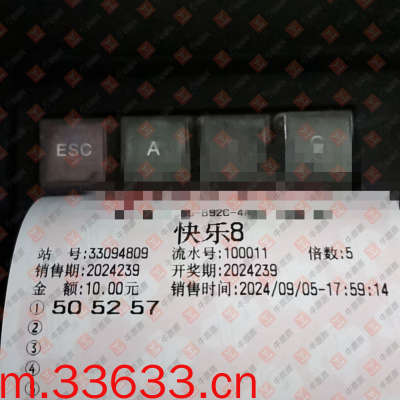 ESC A
快乐8
站 号:33094809 流水号:100011 倍数:5
销售期:2024239 开奖期:2024239
金 额:10.00元 销售时间:2024/09/05-17:59:14
① 50 52 57
②
③
④
m.33633.cn